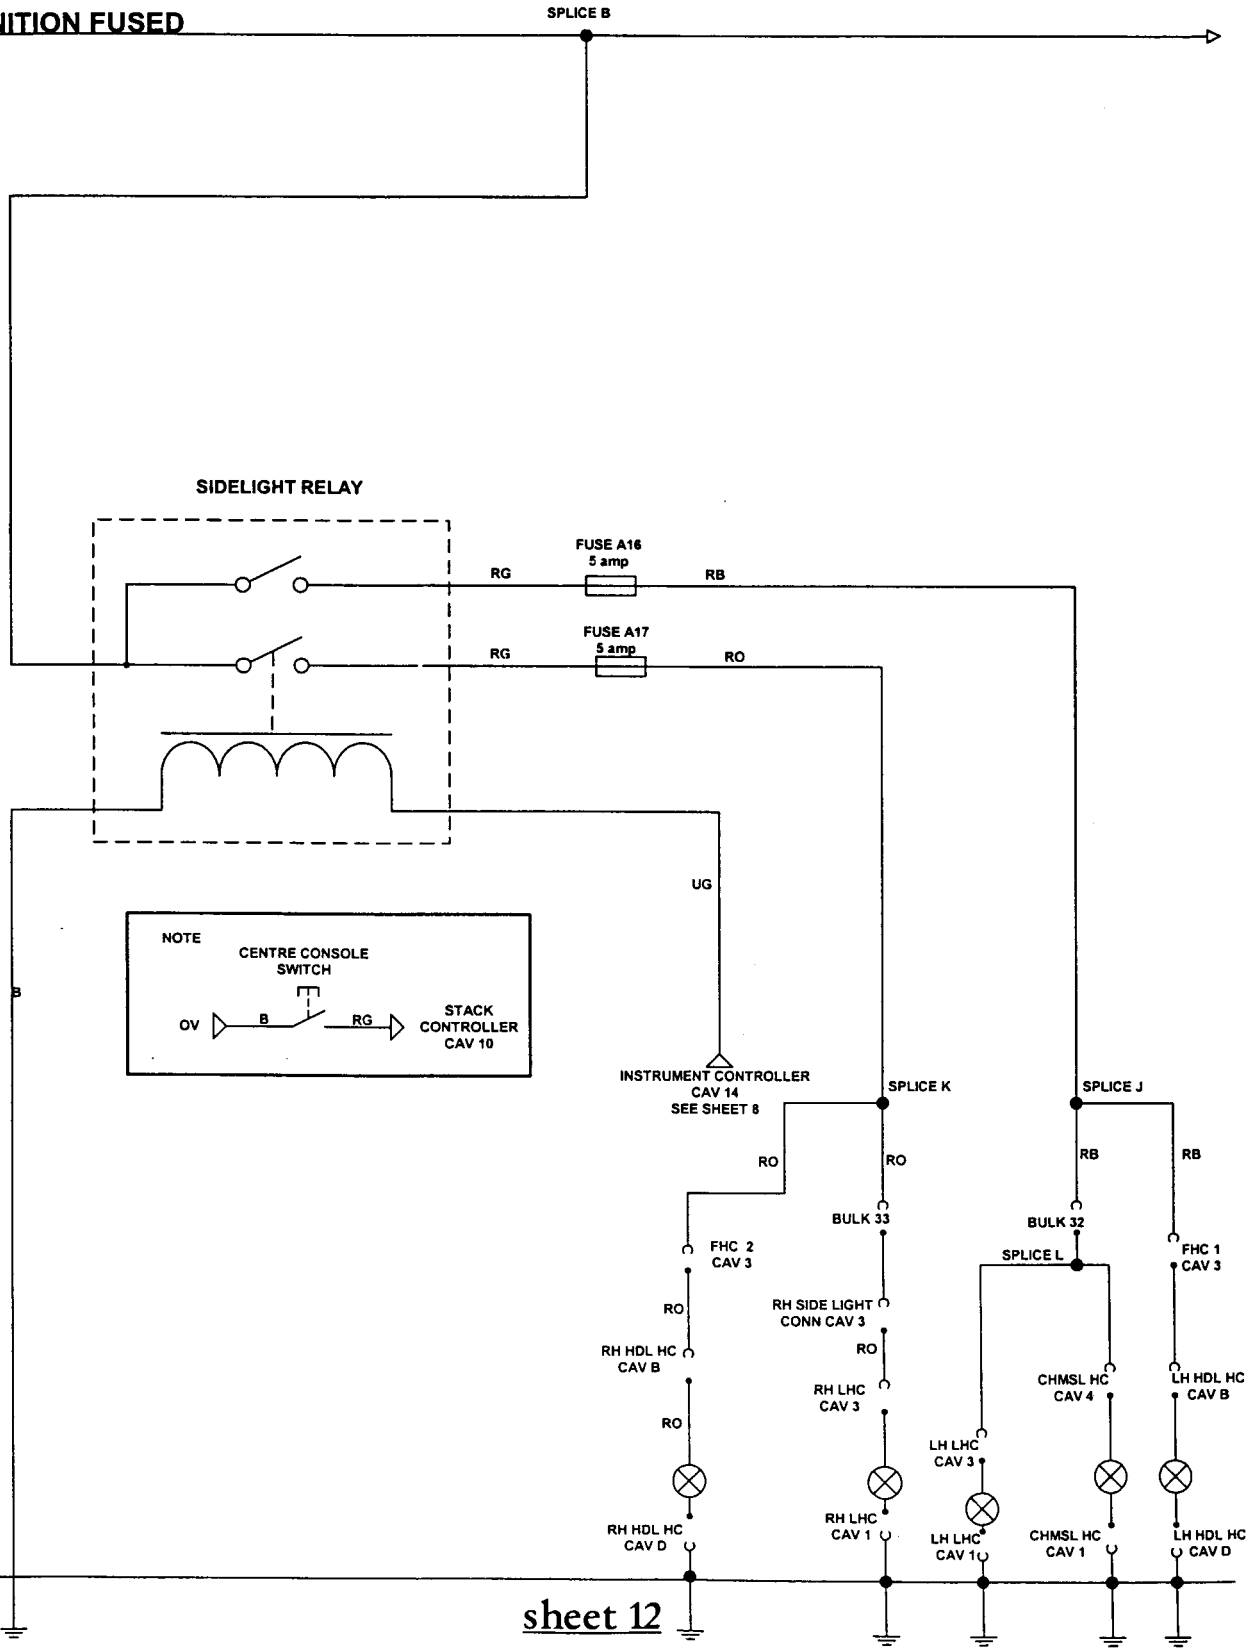 NITION FUSED
SPLICE B
SIDELIGHT RELAY
FUSE A16
5 amp
RG
RB
FUSE A17
5 amp
RG
RO
UG
NOTE
CENTRE CONSOLE
SWITCH
OV
B
RG
STACK
CONTROLLER
CAV 10
B
INSTRUMENT CONTROLLER
CAV 14
SEE SHEET 8
SPLICE K
SPLICE J
RO
RO
RB
RB
BULK 33
BULK 32
SPLICE L
FHC 2
CAV 3
FHC 1
CAV 3
RO
RH SIDE LIGHT
CONN CAV 3
RO
RH HDL HC
CAV B
RH LHC
CAV 3
CHMSL HC
CAV 4
LH HDL HC
CAV B
RO
LH LHC
CAV 3
RH HDL HC
CAV D
RH LHC
CAV 1
LH LHC
CAV 1
CHMSL HC
CAV 1
LH HDL HC
CAV D
sheet 12